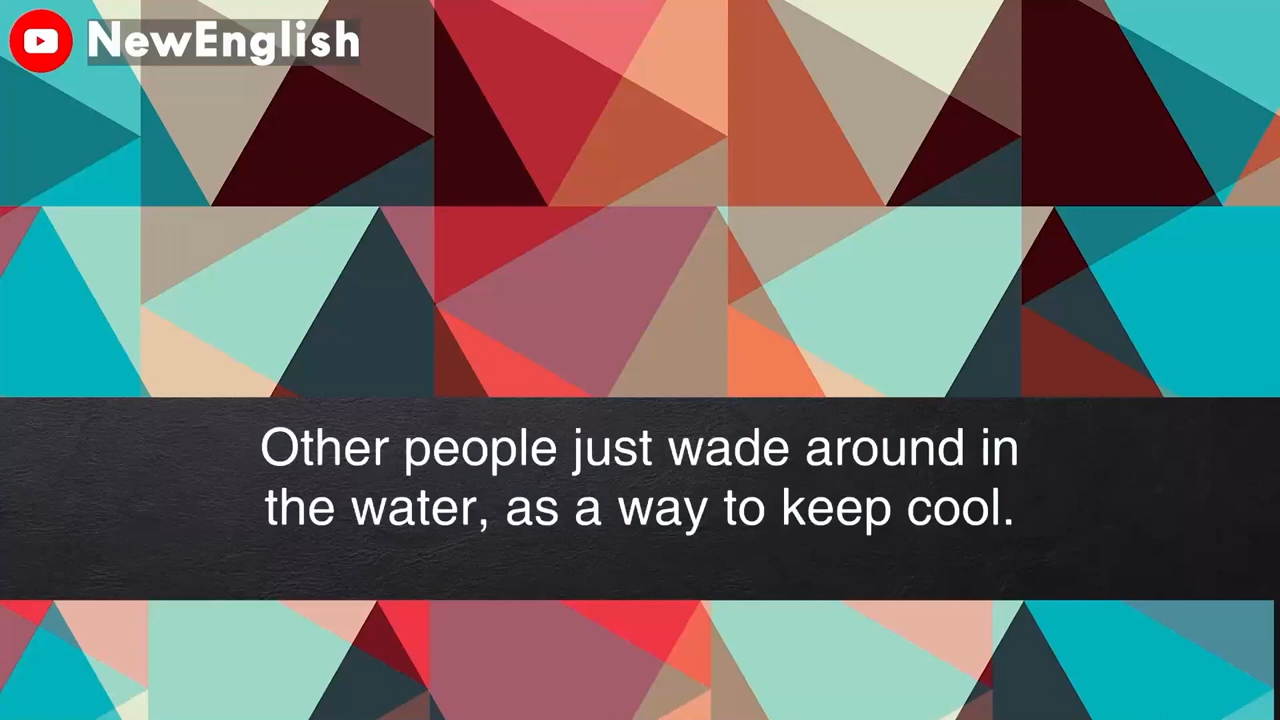 NewEnglish
Other people just wade around in
the water, as a way to keep cool.